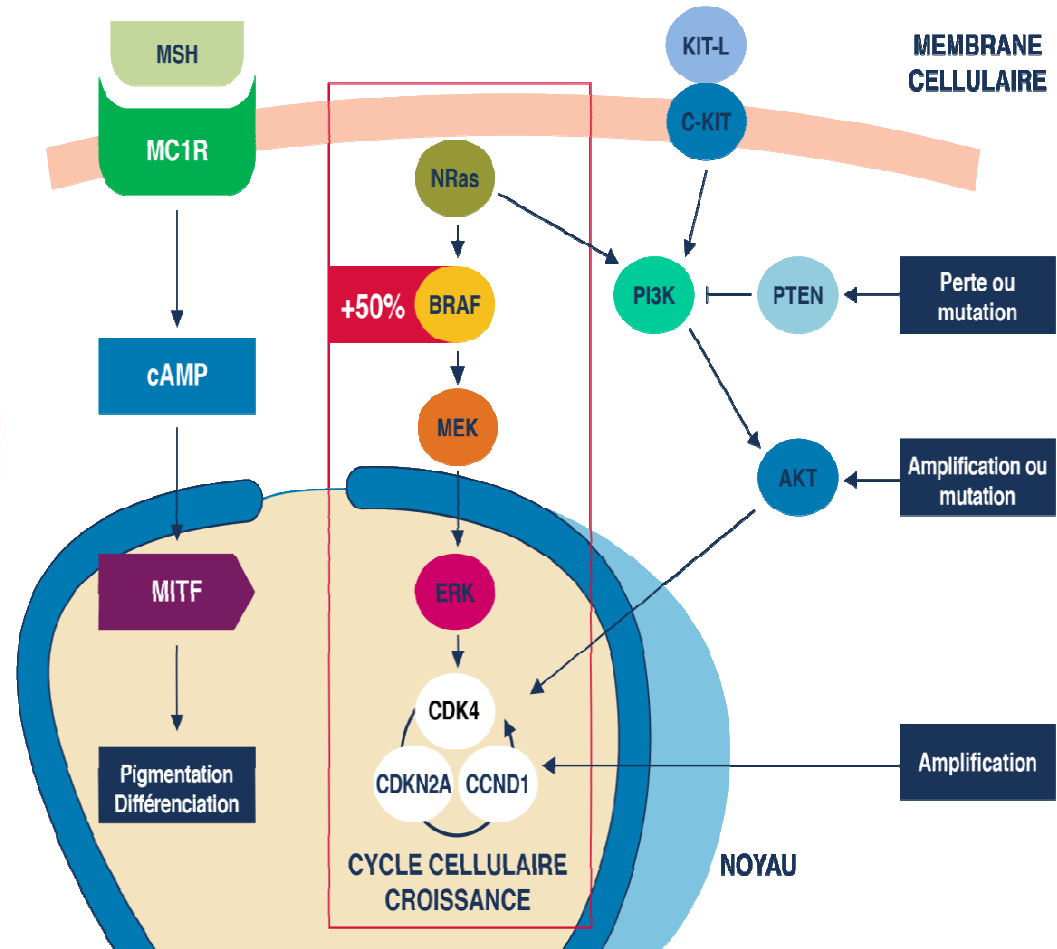 MSH
MC1R
cAMP
MITF
Pigmentation
Différenciation
NRas
+50%
BRAF
MEK
ERK
CDK4
CDKN2A
CCND1
CYCLE CELLULAIRE
CROISSANCE
KIT-L
C-KIT
PI3K
PTEN
AKT
MEMBRANE
CELLULAIRE
Perte ou
mutation
Amplification ou
mutation
Amplification
NOYAU